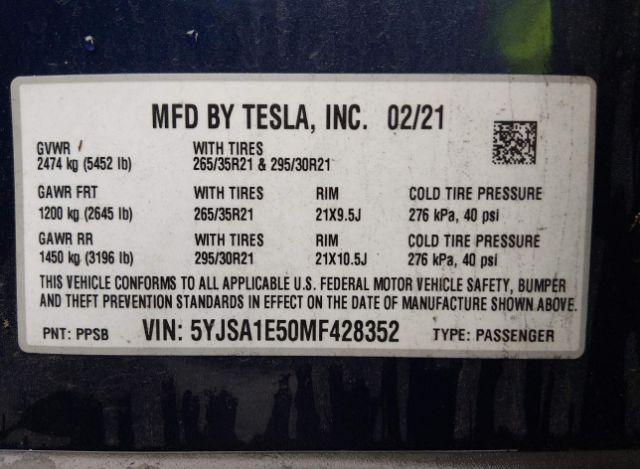 MFD BY TESLA, INC. 02/21
GVWR WITH TIRES
2474 kg (5452 lb) 265/35R21 & 295/30R21
GAWR FRT WITH TIRES RIM COLD TIRE PRESSURE
1200 kg (2645 lb) 265/35R21 21X9.5J 276 kPa, 40 psi
GAWR RR WITH TIRES RIM COLD TIRE PRESSURE
1450 kg (3196 lb) 295/30R21 21X10.5J 276 kPa, 40 psi
THIS VEHICLE CONFORMS TO ALL APPLICABLE U.S. FEDERAL MOTOR VEHICLE SAFETY, BUMPER
AND THEFT PREVENTION STANDARDS IN EFFECT ON THE DATE OF MANUFACTURE SHOWN ABOVE.
PNT: PPSB VIN: 5YJSA1E50MF428352 TYPE: PASSENGER